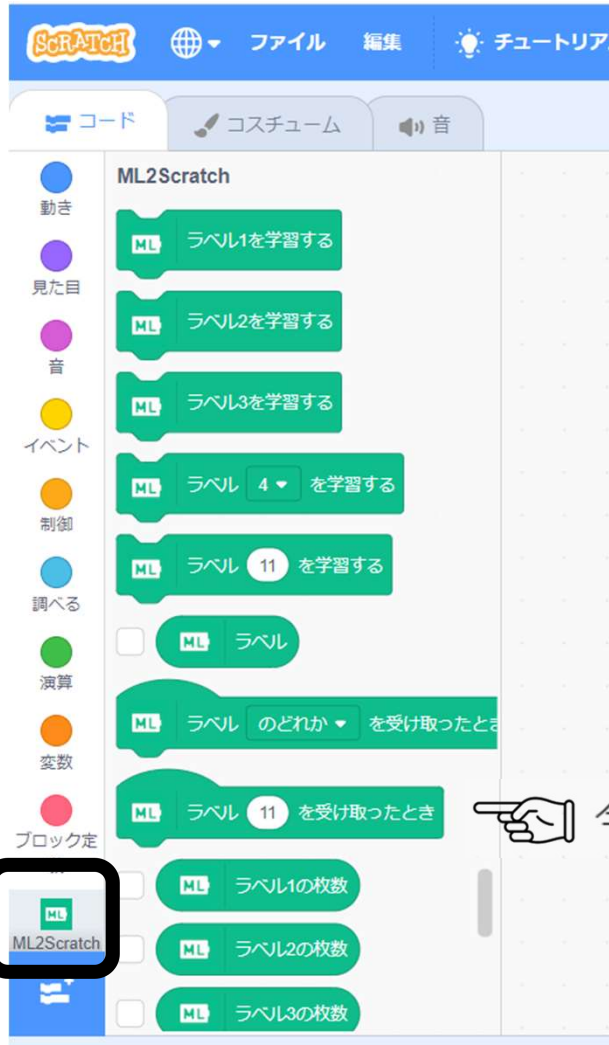 SCRATCH ファイル 編集 チュートリア
コード コスチューム 音
ML2Scratch
動き
見た目
音
イベント
制御
調べる
演算
変数
ブロック定
ML2Scratch
ML ラベル1を学習する
ML ラベル2を学習する
ML ラベル3を学習する
ML ラベル 4 を学習する
ML ラベル 11 を学習する
ML ラベル
ML ラベル のどれか を受け取ったとき
ML ラベル 11 を受け取ったとき
ML ラベル1の枚数
ML ラベル2の枚数
ML ラベル3の枚数